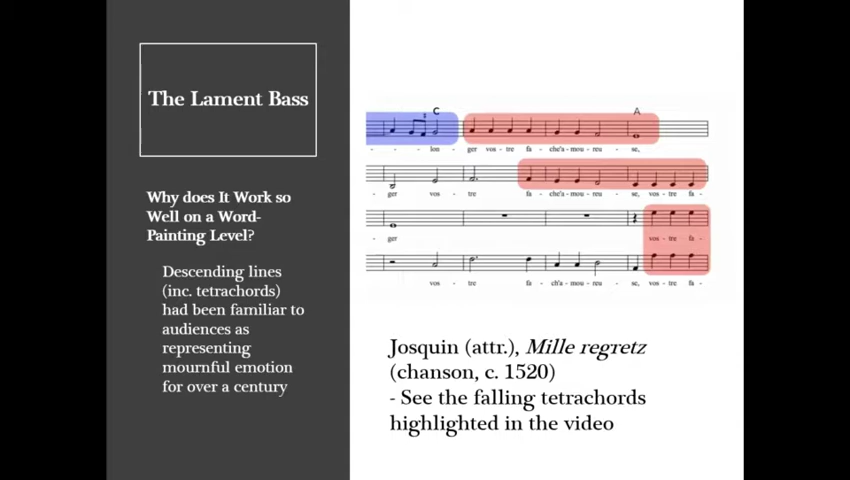 The Lament Bass
Why does It Work so
Well on a Word-
Painting Level?
Descending lines
(inc. tetrachords)
had been familiar to
audiences as
representing
mournful emotion
for over a century
C
A
- - - lon - ger vos - tre fa - che'a - mou - reu - se,
- ger vos - tre fa - che'a - mou - reu - se, vos - tre fa -
- ger vos - tre fa -
vos - tre fa - ch'a - mou - reu - se, vos - tre fa -
Josquin (attr.), Mille regretz
(chanson, c. 1520)
- See the falling tetrachords
highlighted in the video